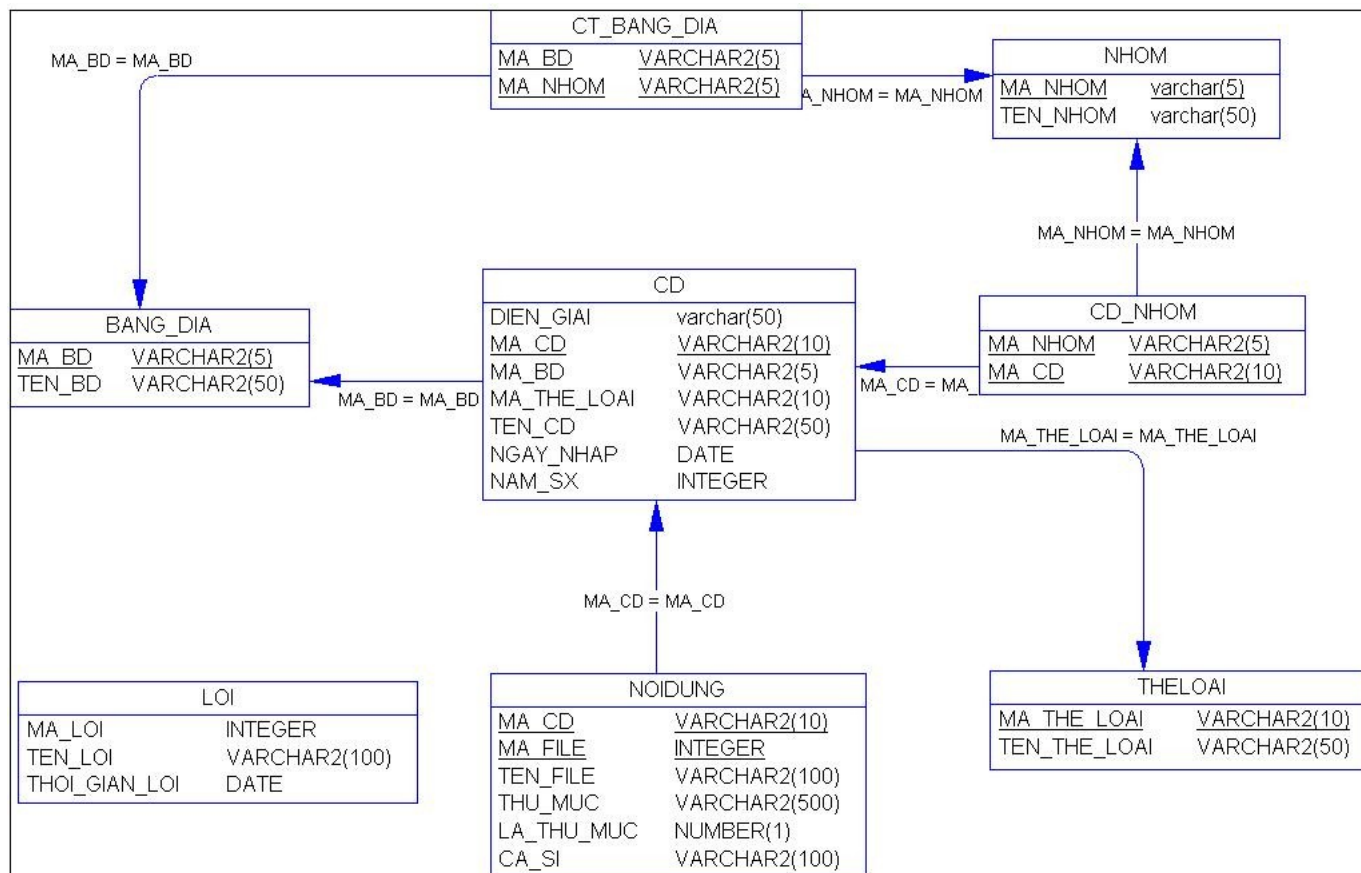 CT_BANG_DIA
MA_BD VARCHAR2(5)
MA_NHOM VARCHAR2(5)
MA_BD = MA_BD
A_NHOM = MA_NHOM
NHOM
MA_NHOM varchar(5)
TEN_NHOM varchar(50)
MA_NHOM = MA_NHOM
BANG_DIA
MA_BD VARCHAR2(5)
TEN_BD VARCHAR2(50)
MA_BD = MA_BD
CD
DIEN_GIAI varchar(50)
MA_CD VARCHAR2(10)
MA_BD VARCHAR2(5)
MA_THE_LOAI VARCHAR2(10)
TEN_CD VARCHAR2(50)
NGAY_NHAP DATE
NAM_SX INTEGER
CD_NHOM
MA_NHOM VARCHAR2(5)
MA_CD VARCHAR2(10)
MA_CD = MA_
MA_THE_LOAI = MA_THE_LOAI
MA_CD = MA_CD
LOI
MA_LOI INTEGER
TEN_LOI VARCHAR2(100)
THOI_GIAN_LOI DATE
NOIDUNG
MA_CD VARCHAR2(10)
MA_FILE INTEGER
TEN_FILE VARCHAR2(100)
THU_MUC VARCHAR2(500)
LA_THU_MUC NUMBER(1)
CA_SI VARCHAR2(100)
THELOAI
MA_THE_LOAI VARCHAR2(10)
TEN_THE_LOAI VARCHAR2(50)